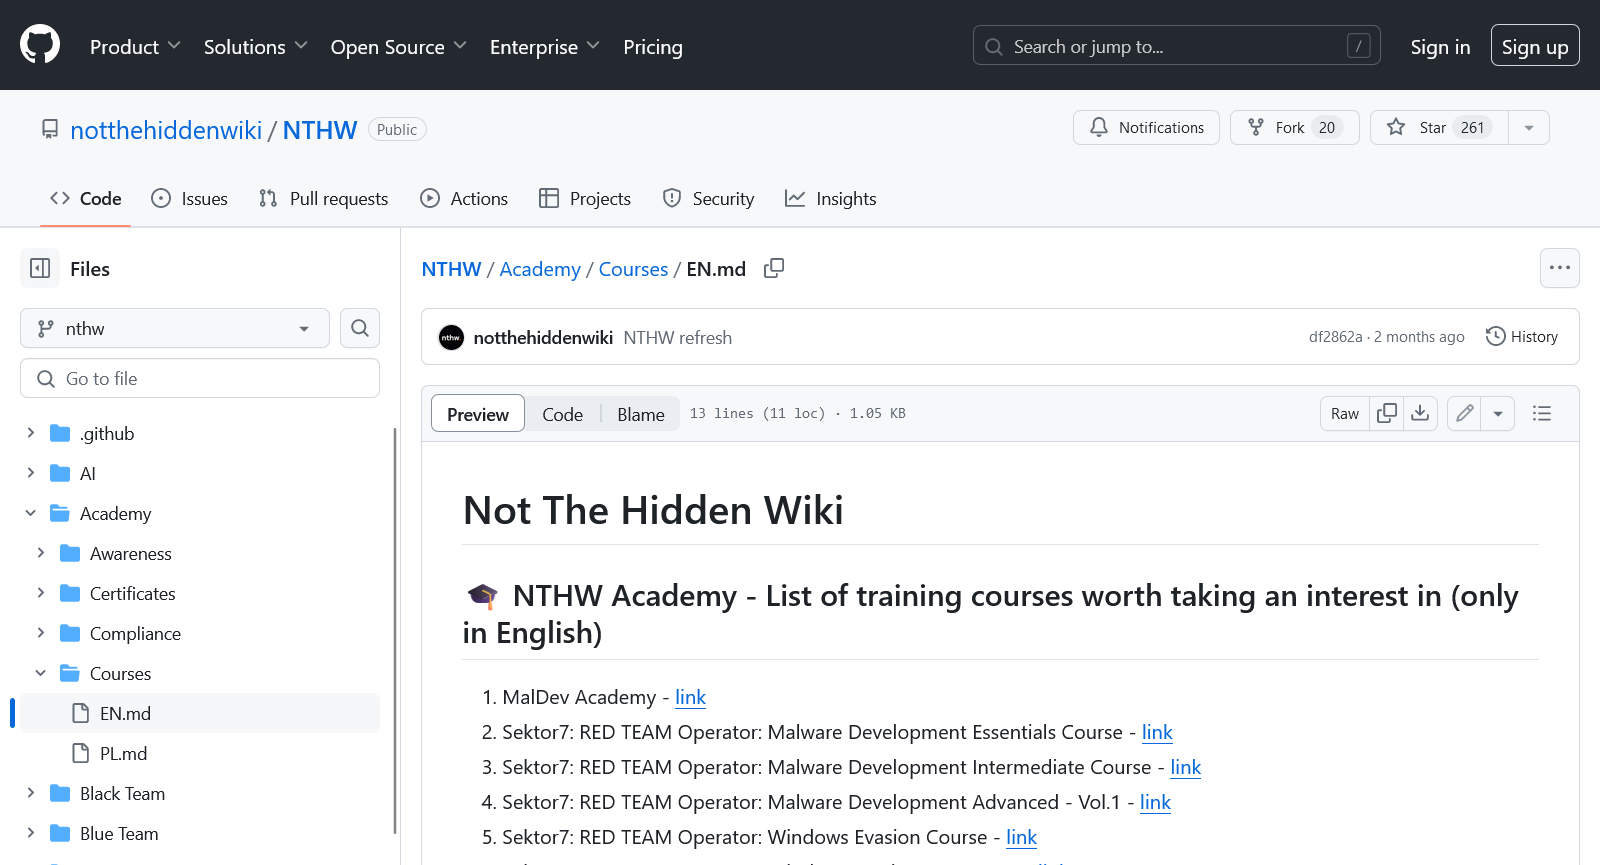 Product
Solutions
Open Source
Enterprise
Pricing
Search or jump to...
/
Sign in
Sign up
notthehiddenwiki / NTHW
Public
Notifications
Fork 20
Star 261
Code
Issues
Pull requests
Actions
Projects
Security
Insights
Files
nthw
Go to file
.github
AI
Academy
Awareness
Certificates
Compliance
Courses
EN.md
PL.md
Black Team
Blue Team
NTHW / Academy / Courses / EN.md
nthw
notthehiddenwiki NTHW refresh
df2862a · 2 months ago
History
Preview
Code
Blame
13 lines (11 loc) · 1.05 KB
Raw
Not The Hidden Wiki
NTHW Academy - List of training courses worth taking an interest in (only
in English)
1. MalDev Academy - link
2. Sektor7: RED TEAM Operator: Malware Development Essentials Course - link
3. Sektor7: RED TEAM Operator: Malware Development Intermediate Course - link
4. Sektor7: RED TEAM Operator: Malware Development Advanced - Vol.1 - link
5. Sektor7: RED TEAM Operator: Windows Evasion Course - link